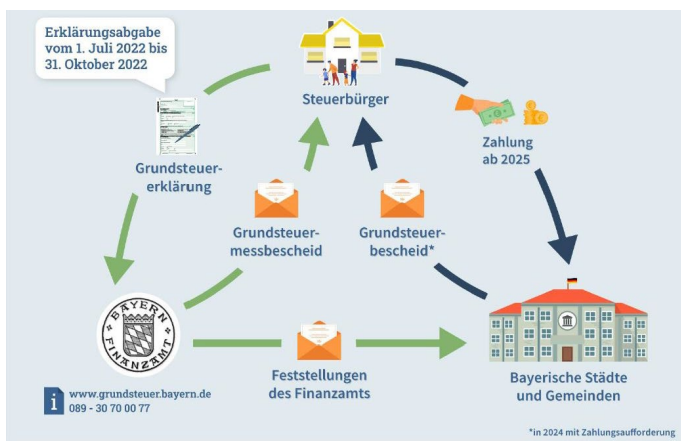 Erklärungsabgabe
vom 1. Juli 2022 bis
31. Oktober 2022
Steuerbürger
Grundsteuer-
erklärung
Zahlung
ab 2025
Grundsteuer-
messbescheid
Grundsteuer-
bescheid*
BAYERN
FINANZAMT
Feststellungen
des Finanzamts
Bayerische Städte
und Gemeinden
i
www.grundsteuer.bayern.de
089 - 30 70 00 77
*in 2024 mit Zahlungsaufforderung